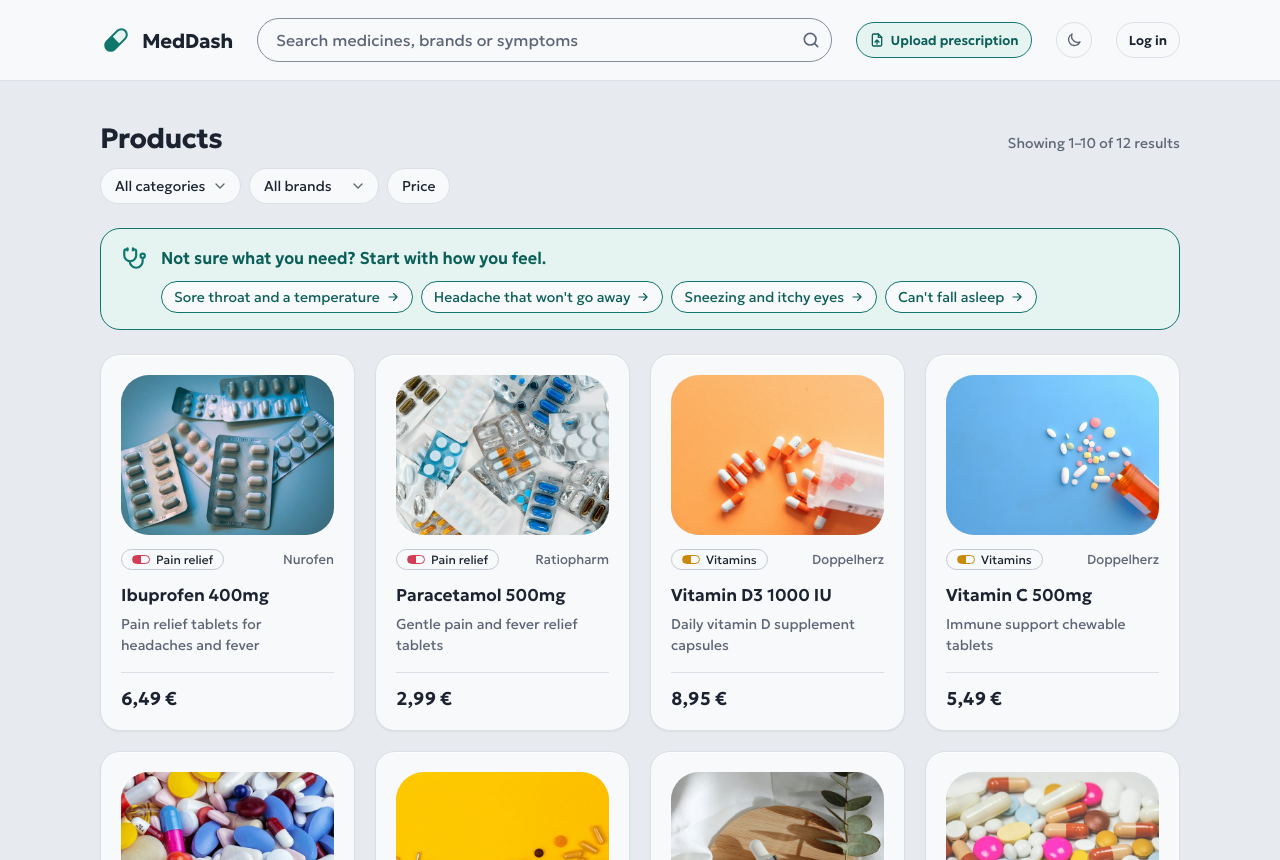 MedDash
Search medicines, brands or symptoms
Upload prescription
Log in
Products
Showing 1–10 of 12 results
All categories
All brands
Price
Not sure what you need? Start with how you feel.
Sore throat and a temperature →
Headache that won't go away →
Sneezing and itchy eyes →
Can't fall asleep →
Pain relief
Nurofen
Ibuprofen 400mg
Pain relief tablets for
headaches and fever
6,49 €
Pain relief
Ratiopharm
Paracetamol 500mg
Gentle pain and fever relief
tablets
2,99 €
Vitamins
Doppelherz
Vitamin D3 1000 IU
Daily vitamin D supplement
capsules
8,95 €
Vitamins
Doppelherz
Vitamin C 500mg
Immune support chewable
tablets
5,49 €